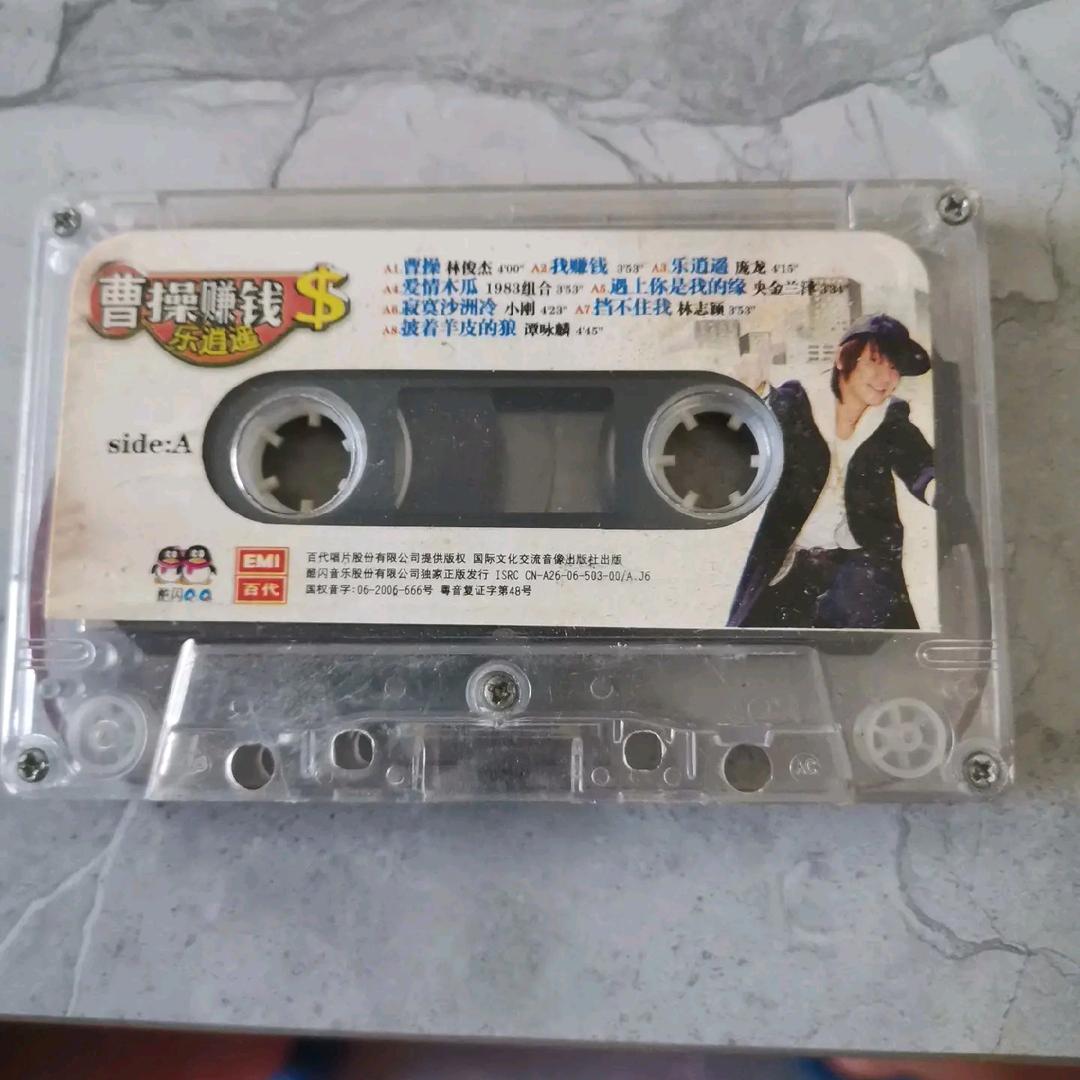 曹操赚钱$
乐逍遥
A1.曹操 林俊杰 4'00" A2.我赚钱 3'53" A3.乐逍遥 庞龙 4'15"
A4.爱情木瓜 1983组合 3'53" A5.遇上你是我的缘 央金兰泽 3'34"
A6.寂寞沙洲冷 小刚 4'23" A7.挡不住我 林志颖 3'53"
A8.披着羊皮的狼 谭咏麟 4'45"
side:A
酷闪QQ
EMI
百代
百代唱片股份有限公司提供版权 国际文化交流音像出版社出版
酷闪音乐股份有限公司独家正版发行 ISRC CN-A26-06-503-00/A.J6
国权音字:06-2006-666号 粤音复证字第48号
AC